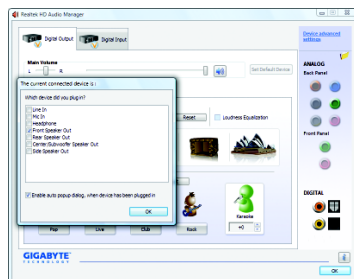 Realtek HD Audio Manager
Digital Output
Digital Input
Device advanced
settings
Main Volume
L
R
Set Default Device
ANALOG
Back Panel
The current connected device is :
Which device did you plug in?
Line In
Mic In
Headphone
Front Speaker Out
Rear Speaker Out
Center/Subwoofer Speaker Out
Side Speaker Out
Enable auto popup dialog, when device has been plugged in
OK
Reset
Loudness Equalization
Front Panel
Karaoke
+0
Pop
Live
Club
Rock
DIGITAL
GIGABYTE
TECHNOLOGY
OK